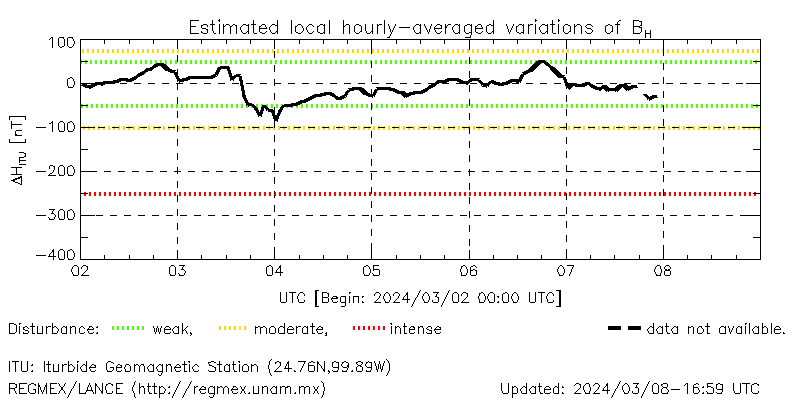 Estimated local hourly-averaged variations of B_H
100
0
-100
-200
-300
-400
ΔH_ITU [nT]
02 03 04 05 06 07 08
UTC [Begin: 2024/03/02 00:00 UTC]
Disturbance: weak, moderate, intense data not available.
ITU: Iturbide Geomagnetic Station (24.76N,99.89W)
REGMEX/LANCE (http://regmex.unam.mx) Updated: 2024/03/08-16:59 UTC